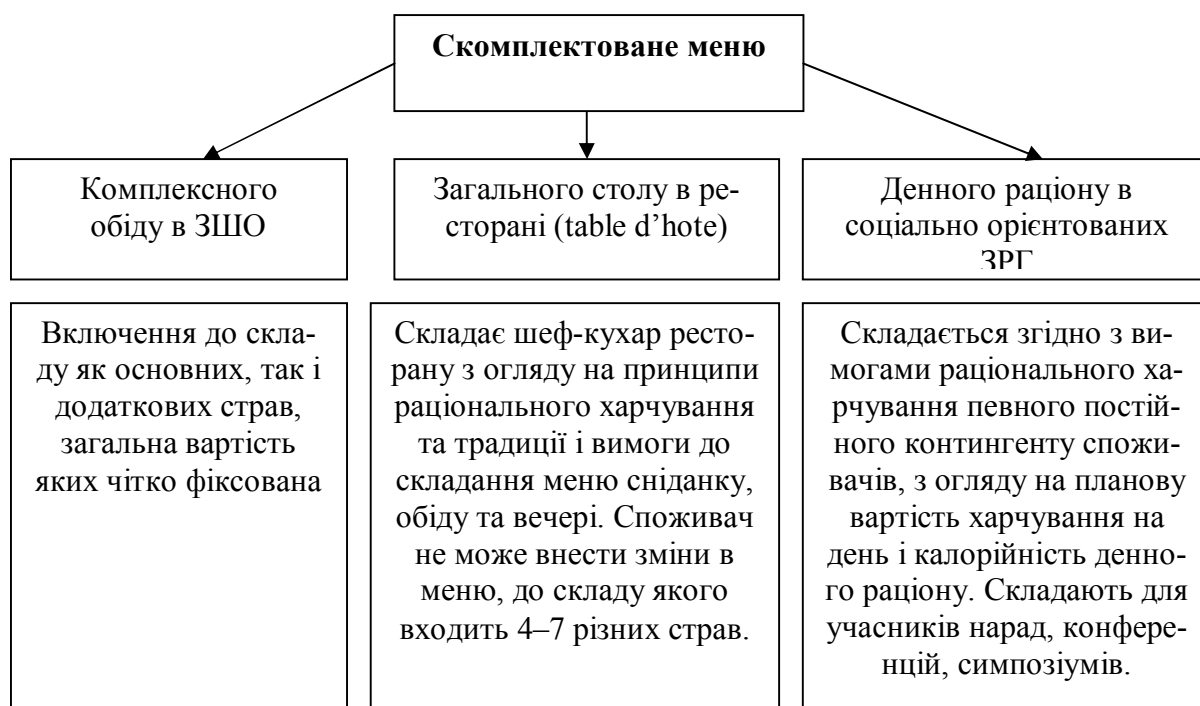 Скомплектоване меню
Комплексного
обіду в ЗШО
Загального столу в ре-
сторані (table d’hote)
Денного раціону в
соціально орієнтованих
ЗРГ
Включення до скла-
ду як основних, так і
додаткових страв,
загальна вартість
яких чітко фіксована
Складає шеф-кухар ресто-
рану з огляду на принципи
раціонального харчування
та традиції і вимоги до
складання меню сніданку,
обіду та вечері. Споживач
не може внести зміни в
меню, до складу якого
входить 4–7 різних страв.
Складається згідно з ви-
могами раціонального ха-
рчування певного постій-
ного контингенту спожи-
вачів, з огляду на планову
вартість харчування на
день і калорійність денно-
го раціону. Складають для
учасників нарад, конферен-
цій, симпозіумів.